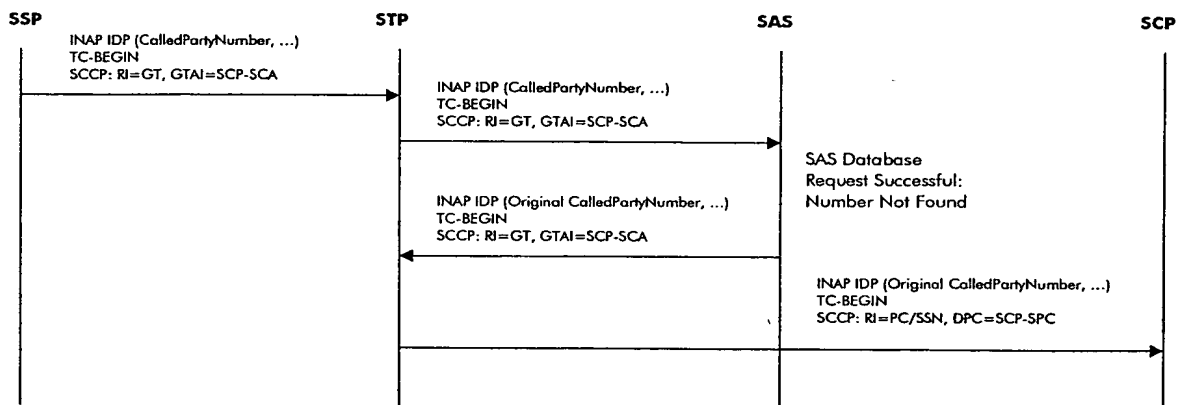 SSP
STP
SAS
SCP
INAP IDP (CalledPartyNumber, ...)
TC-BEGIN
SCCP: RI=GT, GTAI=SCP-SCA
INAP IDP (CalledPartyNumber, ...)
TC-BEGIN
SCCP: RI=GT, GTAI=SCP-SCA
SAS Database
Request Successful:
Number Not Found
INAP IDP (Original CalledPartyNumber, ...)
TC-BEGIN
SCCP: RI=GT, GTAI=SCP-SCA
INAP IDP (Original CalledPartyNumber, ...)
TC-BEGIN
SCCP: RI=PC/SSN, DPC=SCP-SPC